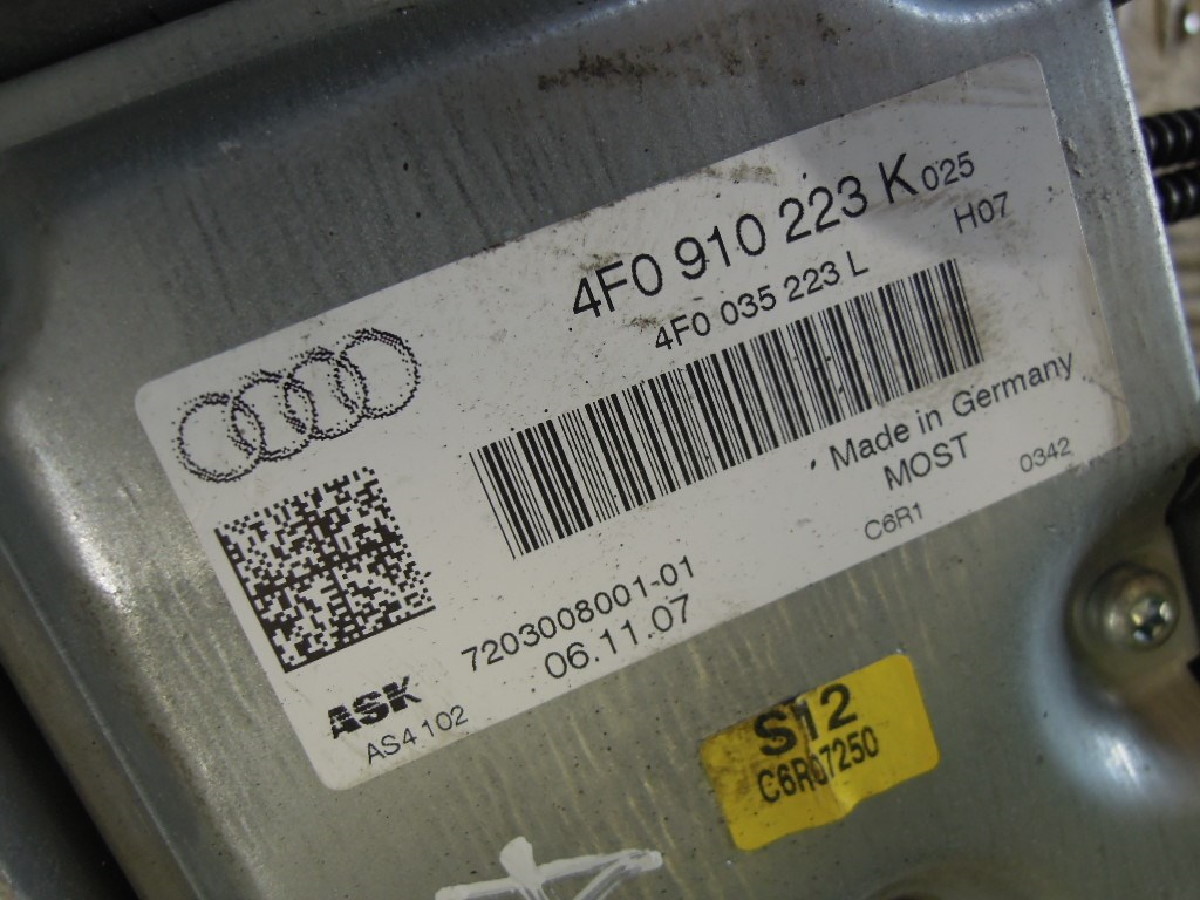 4F0 910 223 K 025
H07
4F0 035 223 L
Made in Germany
MOST
0342
C6R1
7203008001-01
06.11.07
ASK
AS4 102
S12
C6R07250